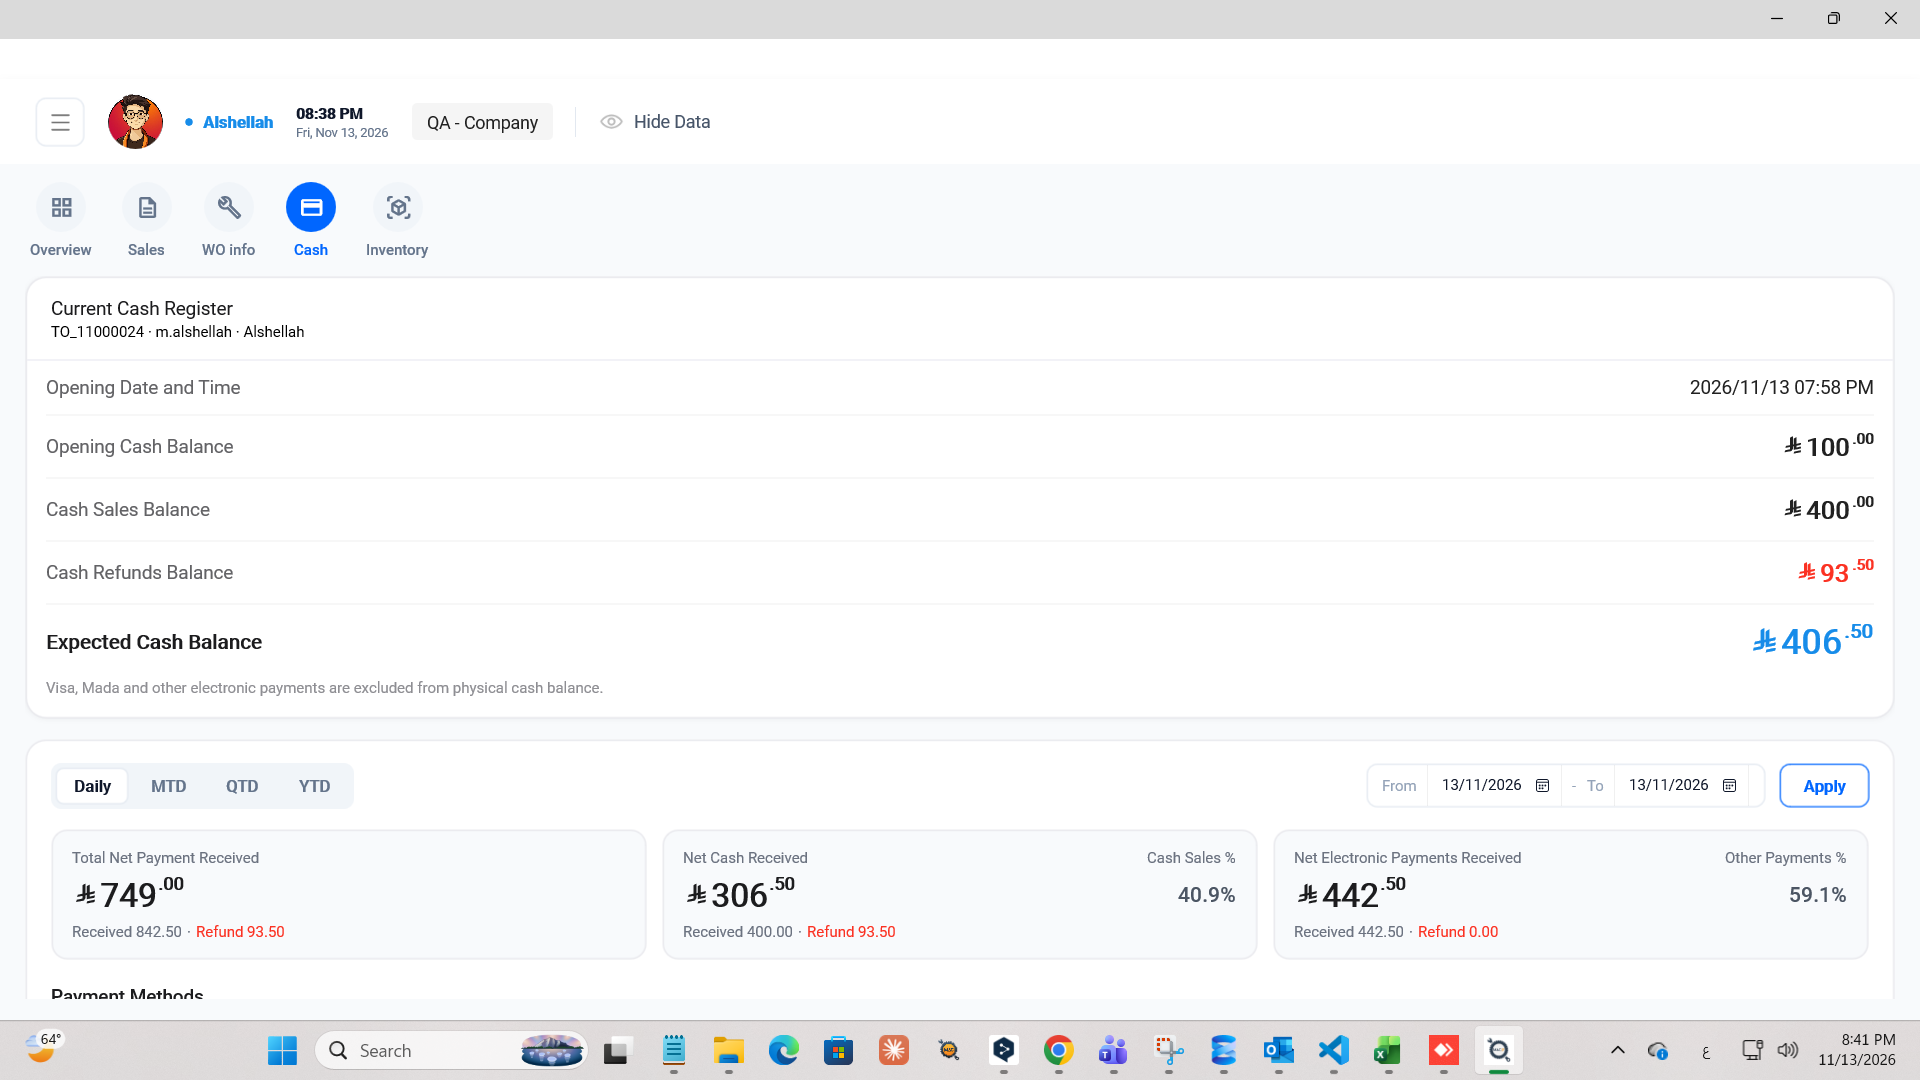 Alshellah
08:38 PM
Fri, Nov 13, 2026
QA - Company
Hide Data
Overview
Sales
WO info
Cash
Inventory
Current Cash Register
TO_11000024 · m.alshellah · Alshellah
Opening Date and Time
2026/11/13 07:58 PM
Opening Cash Balance
100.00
Cash Sales Balance
400.00
Cash Refunds Balance
93.50
Expected Cash Balance
406.50
Visa, Mada and other electronic payments are excluded from physical cash balance.
Daily
MTD
QTD
YTD
From 13/11/2026 - To 13/11/2026
Apply
Total Net Payment Received
749.00
Received 842.50 · Refund 93.50
Net Cash Received
Cash Sales %
306.50
40.9%
Received 400.00 · Refund 93.50
Net Electronic Payments Received
Other Payments %
442.50
59.1%
Received 442.50 · Refund 0.00
Payment Methods
64°
Search
ع
8:41 PM
11/13/2026